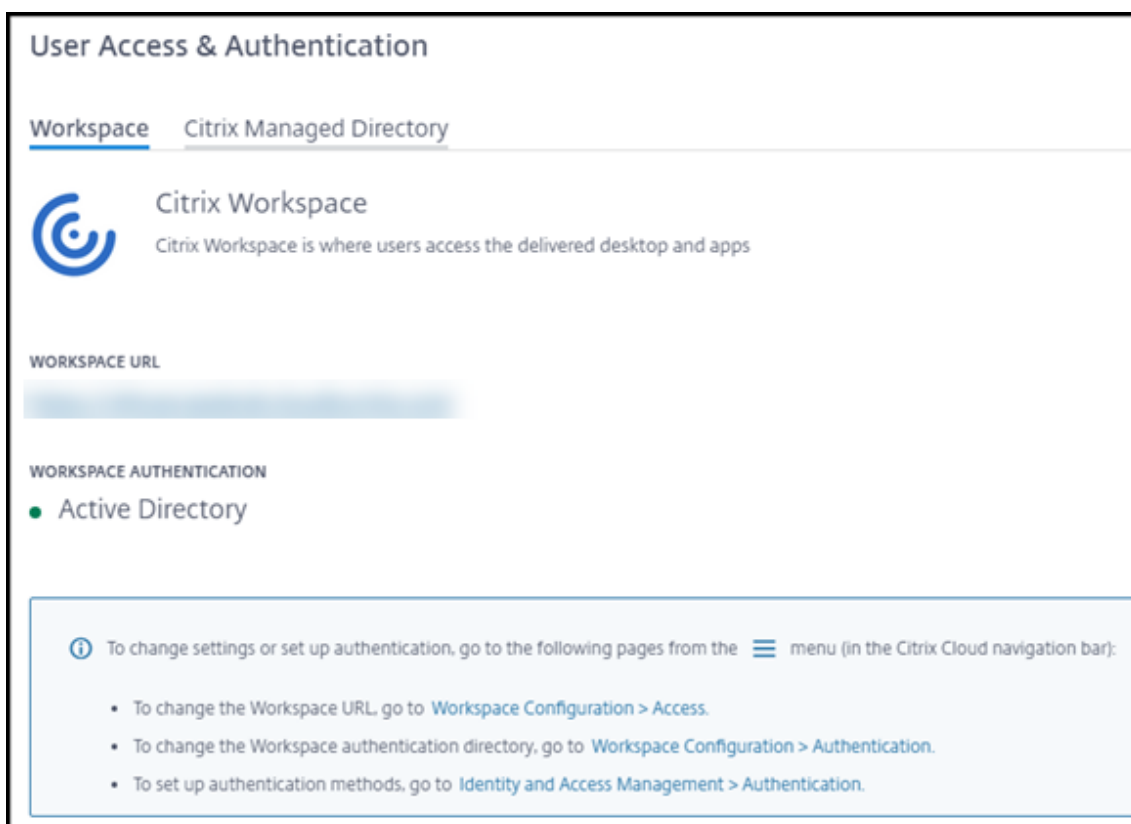 User Access & Authentication
Workspace Citrix Managed Directory
Citrix Workspace
Citrix Workspace is where users access the delivered desktop and apps
WORKSPACE URL
WORKSPACE AUTHENTICATION
Active Directory
To change settings or set up authentication, go to the following pages from the menu (in the Citrix Cloud navigation bar):
• To change the Workspace URL, go to Workspace Configuration > Access.
• To change the Workspace authentication directory, go to Workspace Configuration > Authentication.
• To set up authentication methods, go to Identity and Access Management > Authentication.